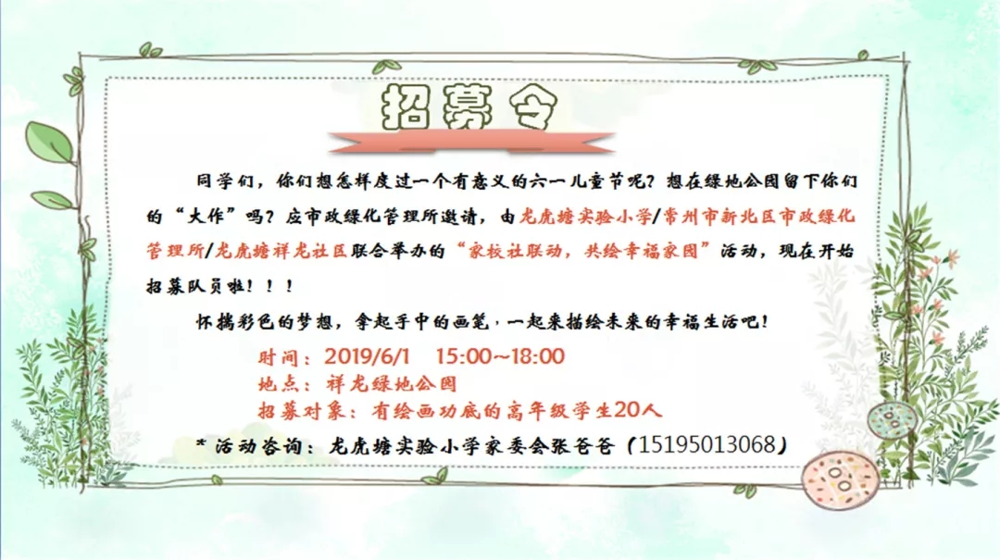 招募令
同学们，你们想怎样度过一个有意义的六一儿童节呢？想在绿地公园留下你们
的“大作”吗？应市政绿化管理所邀请，由龙虎塘实验小学/常州市新北区市政绿化
管理所/龙虎塘祥龙社区联合举办的“家校社联动，共绘幸福家园”活动，现在开始
招募队员啦！！！
怀揣彩色的梦想，拿起手中的画笔，一起来描绘未来的幸福生活吧！
时间：2019/6/1 15:00~18:00
地点：祥龙绿地公园
招募对象：有绘画功底的高年级学生20人
* 活动咨询：龙虎塘实验小学家委会张爸爸（15195013068）